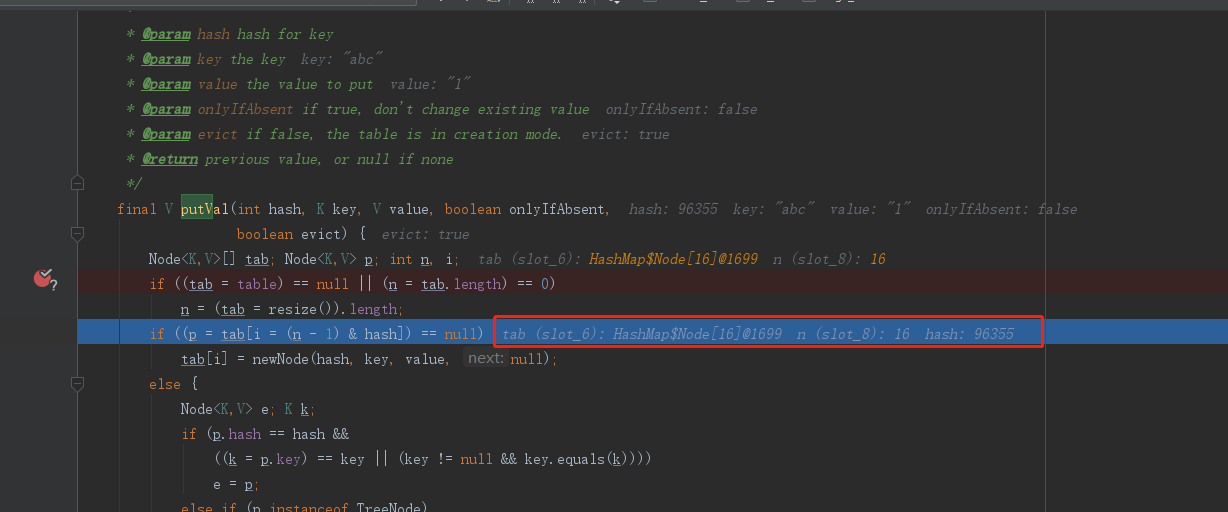 * @param hash hash for key
* @param key the key key: "abc"
* @param value the value to put value: "1"
* @param onlyIfAbsent if true, don't change existing value onlyIfAbsent: false
* @param evict if false, the table is in creation mode. evict: true
* @return previous value, or null if none
*/
final V putVal(int hash, K key, V value, boolean onlyIfAbsent, hash: 96355 key: "abc" value: "1" onlyIfAbsent: false
boolean evict) { evict: true
Node<K,V>[] tab; Node<K,V> p; int n, i; tab (slot_6): HashMap$Node[16]@1699 n (slot_8): 16
if ((tab = table) == null || (n = tab.length) == 0)
n = (tab = resize()).length;
if ((p = tab[i = (n - 1) & hash]) == null) tab (slot_6): HashMap$Node[16]@1699 n (slot_8): 16 hash: 96355
tab[i] = newNode(hash, key, value, next: null);
else {
Node<K,V> e; K k;
if (p.hash == hash &&
((k = p.key) == key || (key != null && key.equals(k))))
e = p;
else if (p instanceof TreeNode)